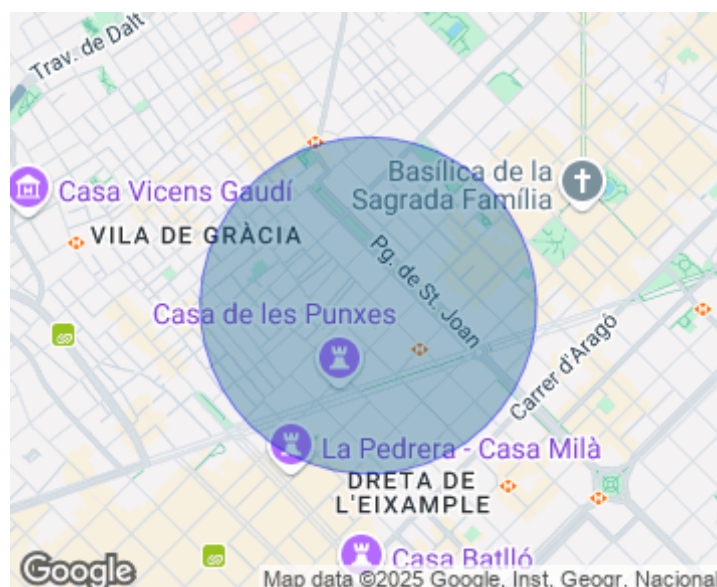 Trav. de Dalt
Casa Vicens Gaudí
Basílica de la
Sagrada Família
VILA DE GRÀCIA
Pg. de St. Joan
Casa de les Punxes
Carrer d'Aragó
La Pedrera - Casa Milà
DRETA DE
L'EIXAMPLE
Casa Batlló
Google
Map data ©2025 Google, Inst. Geogr. Nacional